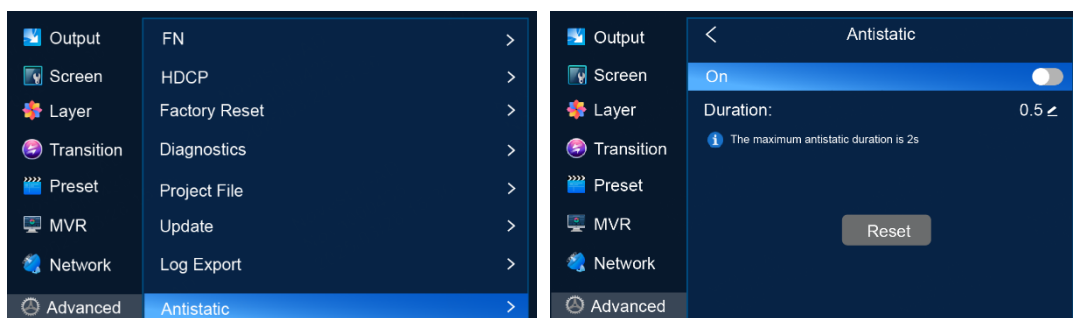 Output
Screen
Layer
Transition
Preset
MVR
Network
Advanced
FN
HDCP
Factory Reset
Diagnostics
Project File
Update
Log Export
Antistatic
Output
Screen
Layer
Transition
Preset
MVR
Network
Advanced
Antistatic
On
Duration: 0.5
The maximum antistatic duration is 2s
Reset